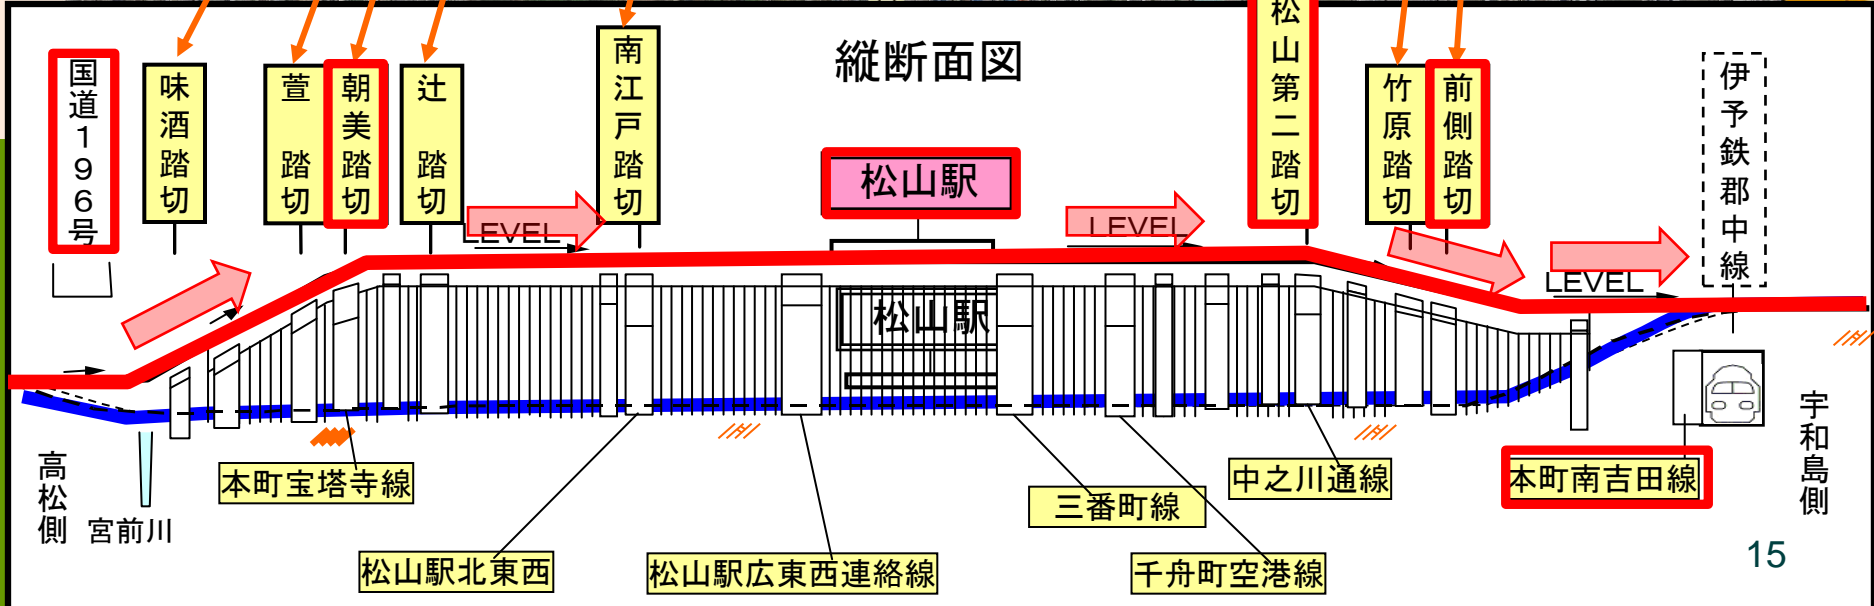 縦断面図
国道196号
味酒踏切
萱踏切
朝美踏切
辻踏切
南江戸踏切
松山駅
松山第二踏切
竹原踏切
前側踏切
伊予鉄郡中線
LEVEL
LEVEL
LEVEL
松山駅
高松側
宮前川
本町宝塔寺線
松山駅北東西
松山駅広東西連絡線
三番町線
千舟町空港線
中之川通線
本町南吉田線
宇和島側
15